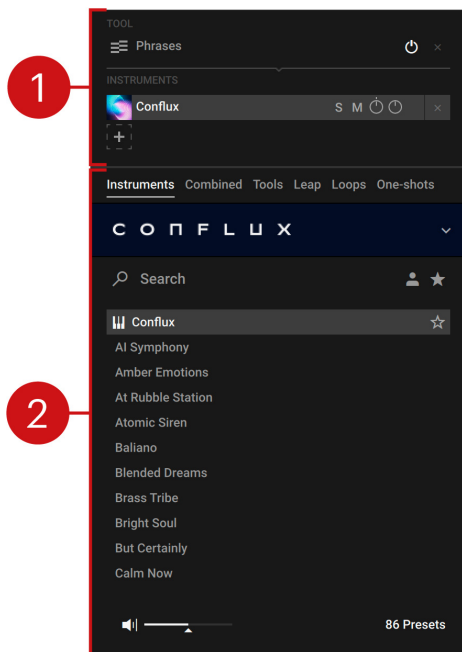 TOOL
Phrases
INSTRUMENTS
Conflux S M
1
Instruments Combined Tools Leap Loops One-shots
CONFLUX
Search
Conflux
AI Symphony
Amber Emotions
At Rubble Station
Atomic Siren
2
Baliano
Blended Dreams
Brass Tribe
Bright Soul
But Certainly
Calm Now
86 Presets